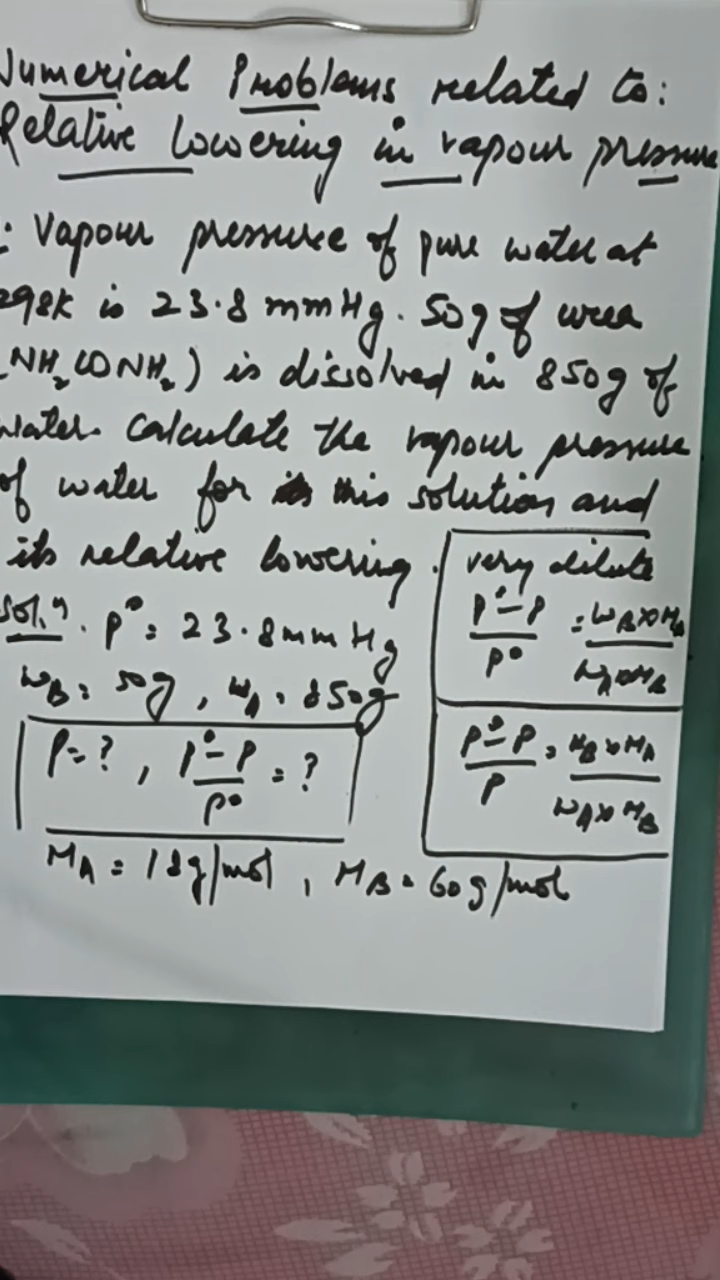 Numerical Problems related to:
Relative lowering in vapour pressure
: Vapour pressure of pure water at
298K is 23.8 mmHg. 50g of urea
NH₂CONH₂) is dissolved in 850g of
water. Calculate the vapour pressure
of water for this solution and
its relative lowering.
very dilute
P°-P/P° = WB×MA/WA×MB
P°-P/P = WB×MA/WA×MB
Sol.n. P° = 23.8mm Hg
WB = 50g, WA = 850g
P = ?, P°-P/P° = ?
MA = 18g/mol, MB = 60g/mol